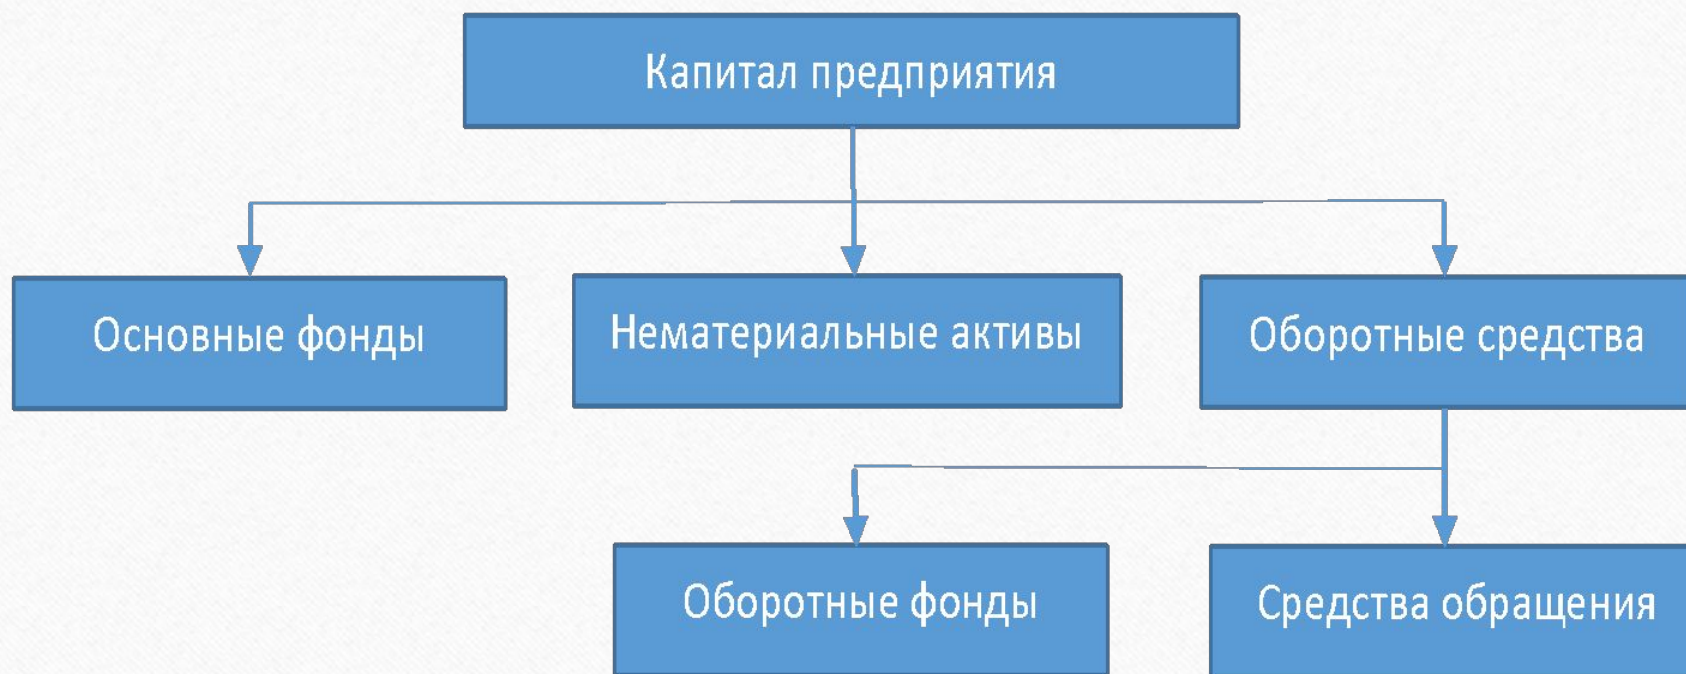 Капитал предприятия
Основные фонды
Нематериальные активы
Оборотные средства
Оборотные фонды
Средства обращения